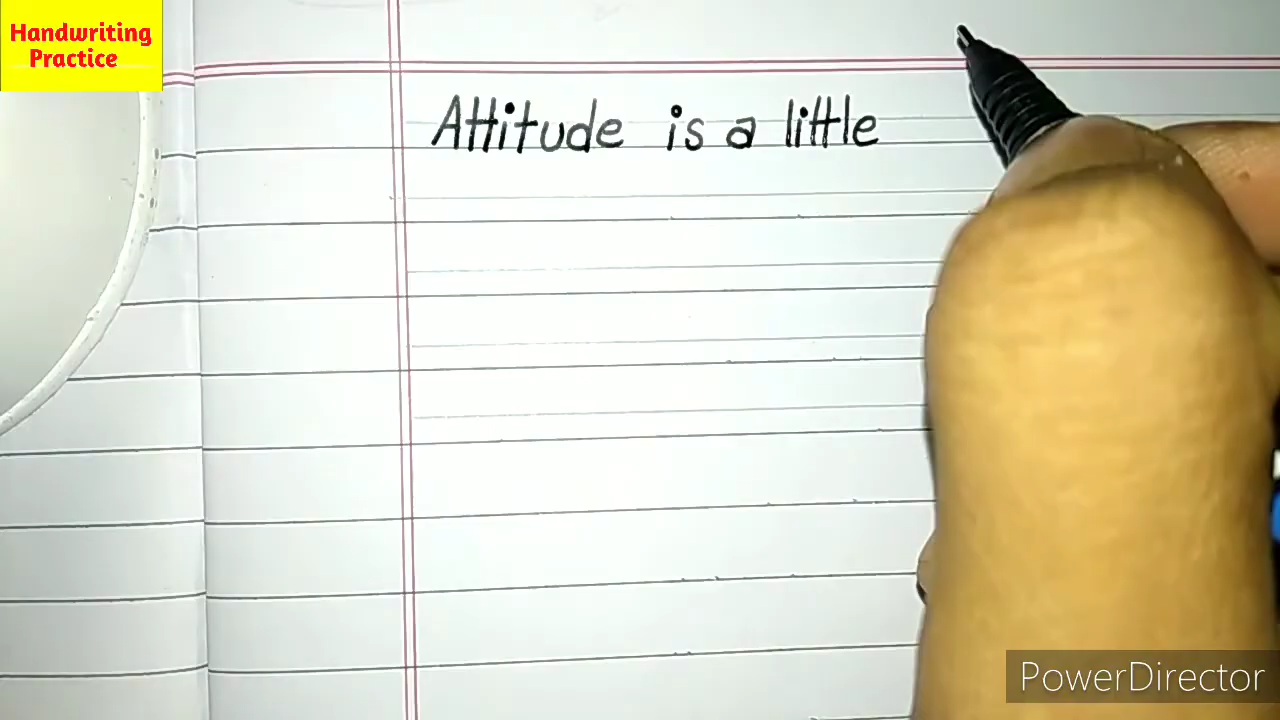 Handwriting
Practice
Attitude is a little
PowerDirector